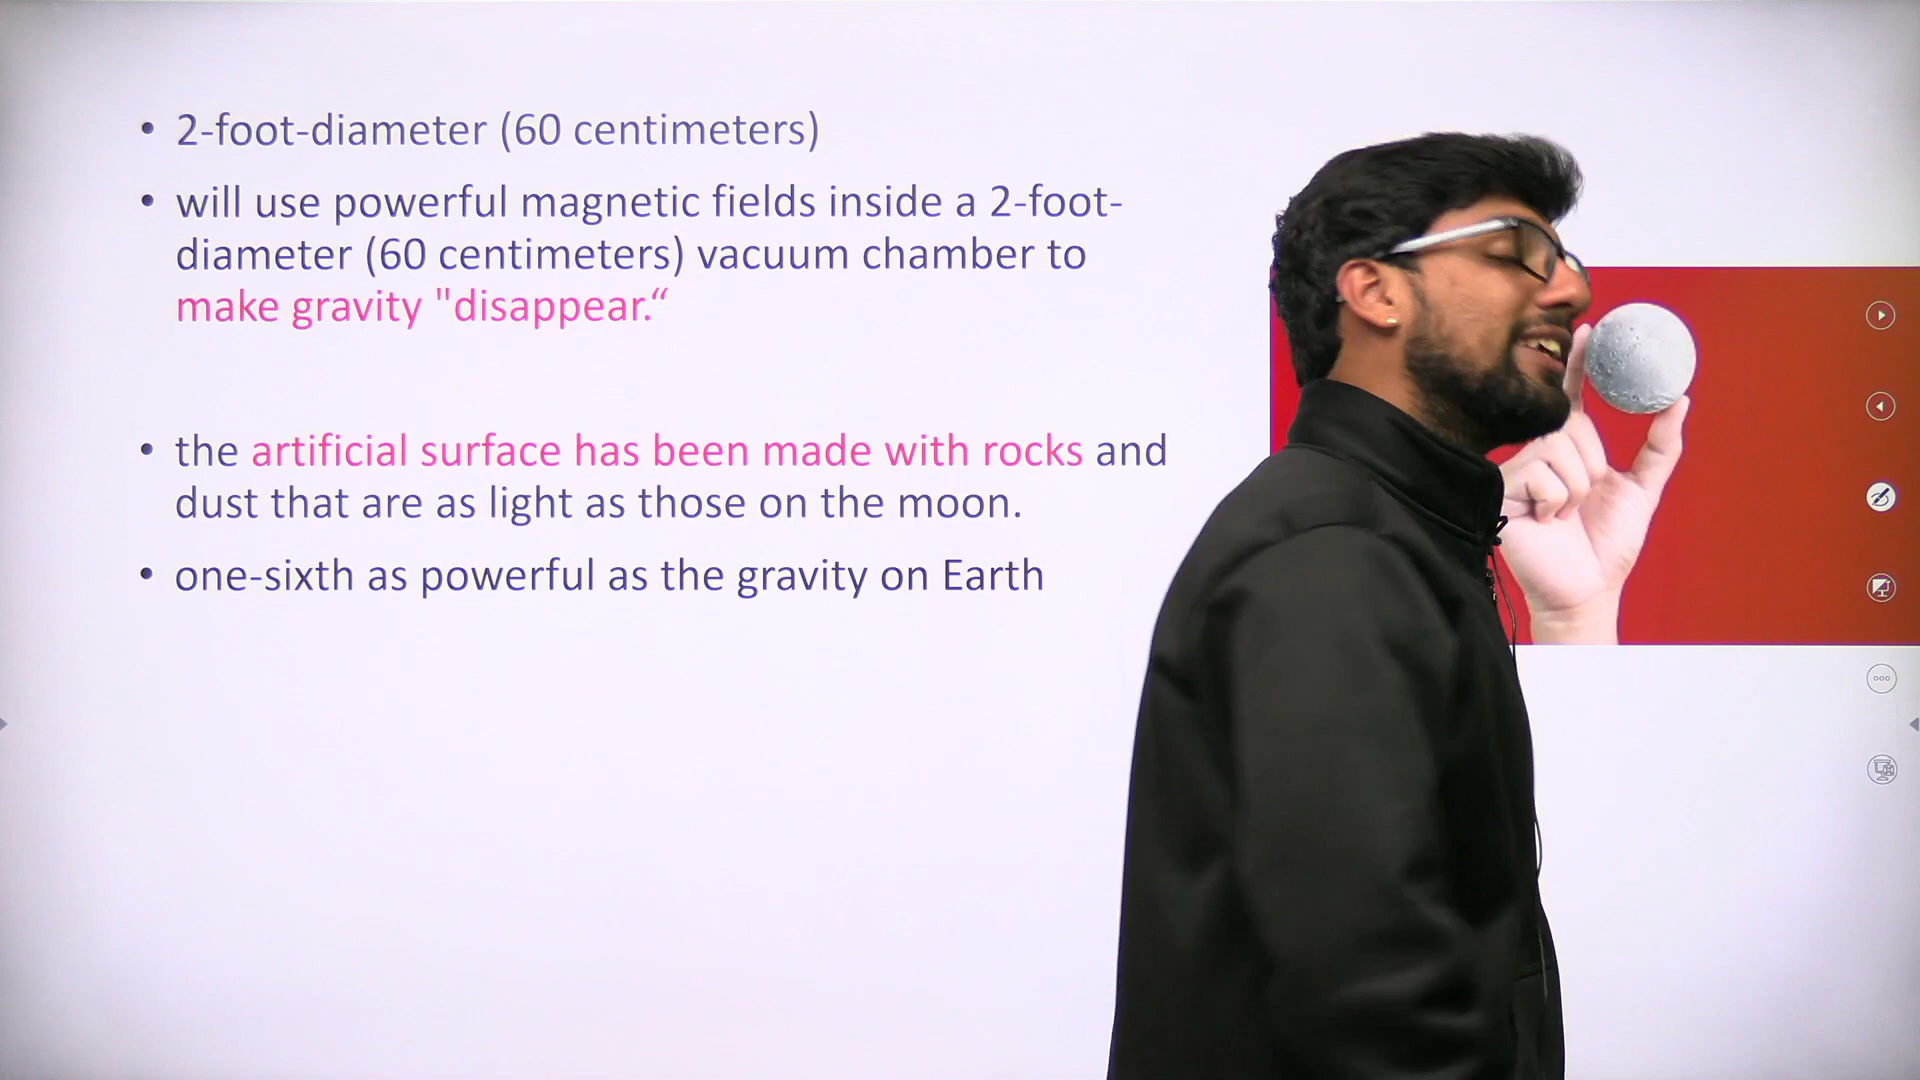 • 2-foot-diameter (60 centimeters)
• will use powerful magnetic fields inside a 2-foot-
diameter (60 centimeters) vacuum chamber to
make gravity "disappear.“
• the artificial surface has been made with rocks and
dust that are as light as those on the moon.
• one-sixth as powerful as the gravity on Earth